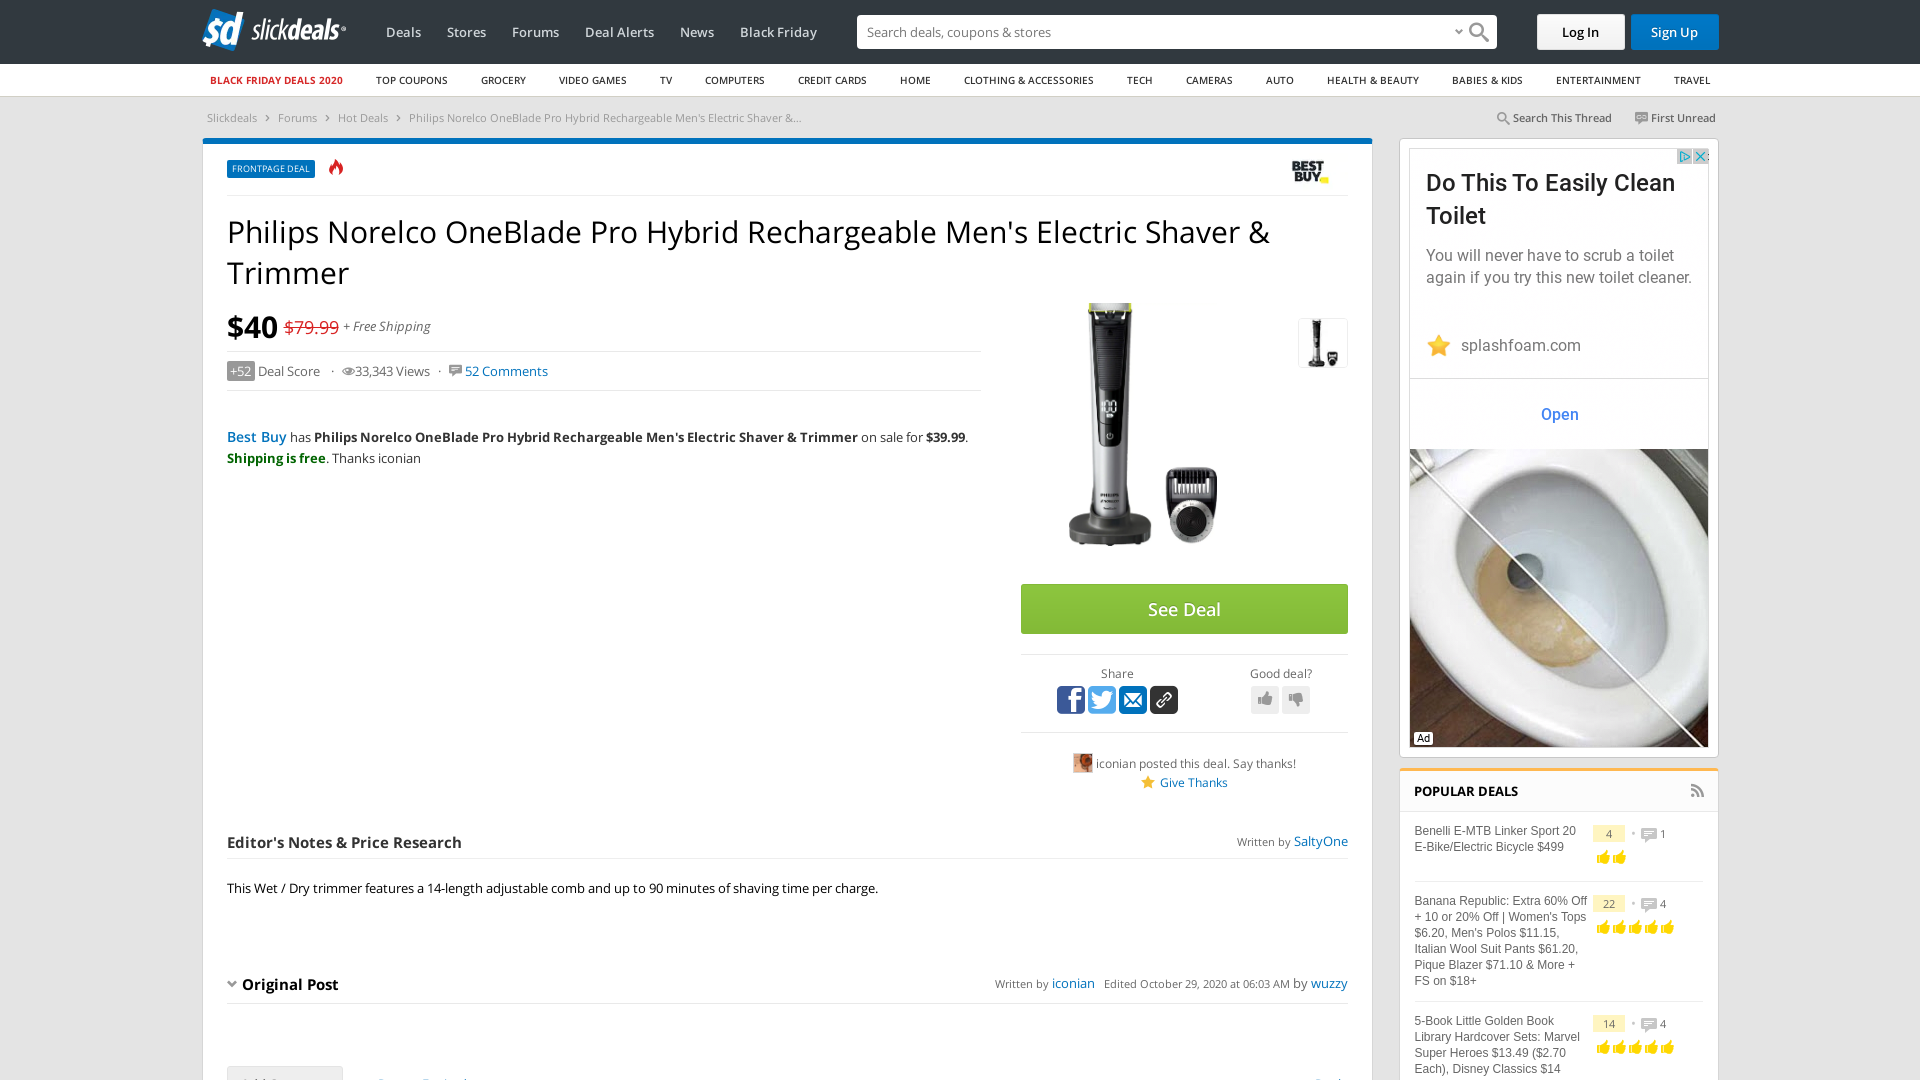 sd slickdeals
Deals Stores Forums Deal Alerts News Black Friday
Search deals, coupons & stores
Log In Sign Up
BLACK FRIDAY DEALS 2020 TOP COUPONS GROCERY VIDEO GAMES TV COMPUTERS CREDIT CARDS HOME CLOTHING & ACCESSORIES TECH CAMERAS AUTO HEALTH & BEAUTY BABIES & KIDS ENTERTAINMENT TRAVEL
Slickdeals > Forums > Hot Deals > Philips Norelco OneBlade Pro Hybrid Rechargeable Men's Electric Shaver &...
Search This Thread First Unread
FRONTPAGE DEAL
BEST
BUY
Philips Norelco OneBlade Pro Hybrid Rechargeable Men's Electric Shaver &
Trimmer
$40 $79.99 + Free Shipping
+52 Deal Score · 33,343 Views · 52 Comments
Best Buy has Philips Norelco OneBlade Pro Hybrid Rechargeable Men's Electric Shaver & Trimmer on sale for $39.99.
Shipping is free. Thanks iconian
100
PHILIPS
See Deal
Share
Good deal?
iconian posted this deal. Say thanks!
Give Thanks
Editor's Notes & Price Research
Written by SaltyOne
This Wet / Dry trimmer features a 14-length adjustable comb and up to 90 minutes of shaving time per charge.
Original Post
Written by iconian Edited October 29, 2020 at 06:03 AM by wuzzy
Do This To Easily Clean
Toilet
You will never have to scrub a toilet
again if you try this new toilet cleaner.
splashfoam.com
Open
Ad
POPULAR DEALS
Benelli E-MTB Linker Sport 20
E-Bike/Electric Bicycle $499
4 • 1
Banana Republic: Extra 60% Off
+ 10 or 20% Off | Women's Tops
$6.20, Men's Polos $11.15,
Italian Wool Suit Pants $61.20,
Pique Blazer $71.10 & More +
FS on $18+
22 • 4
5-Book Little Golden Book
Library Hardcover Sets: Marvel
Super Heroes $13.49 ($2.70
Each), Disney Classics $14
14 • 4